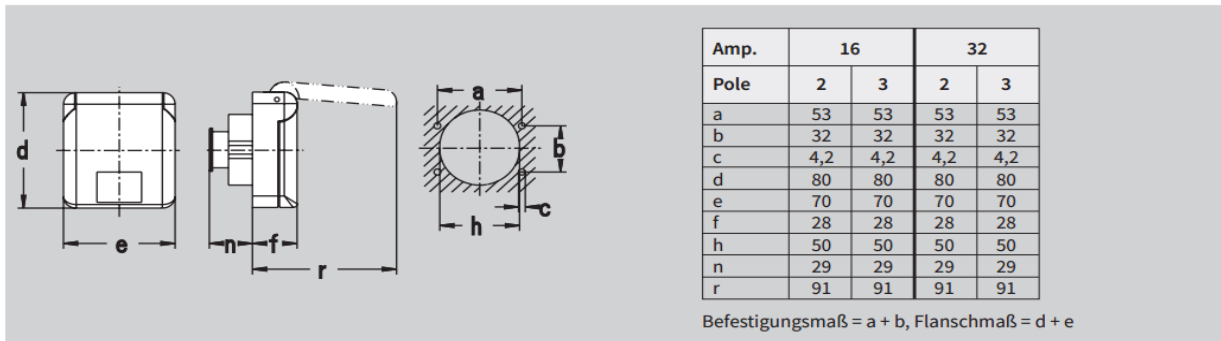 a
b
c
d
e
n
f
h
r
Amp. 16 32
Pole 2 3 2 3
a 53 53 53 53
b 32 32 32 32
c 4,2 4,2 4,2 4,2
d 80 80 80 80
e 70 70 70 70
f 28 28 28 28
h 50 50 50 50
n 29 29 29 29
r 91 91 91 91
Befestigungsmaß = a + b, Flanschmaß = d + e